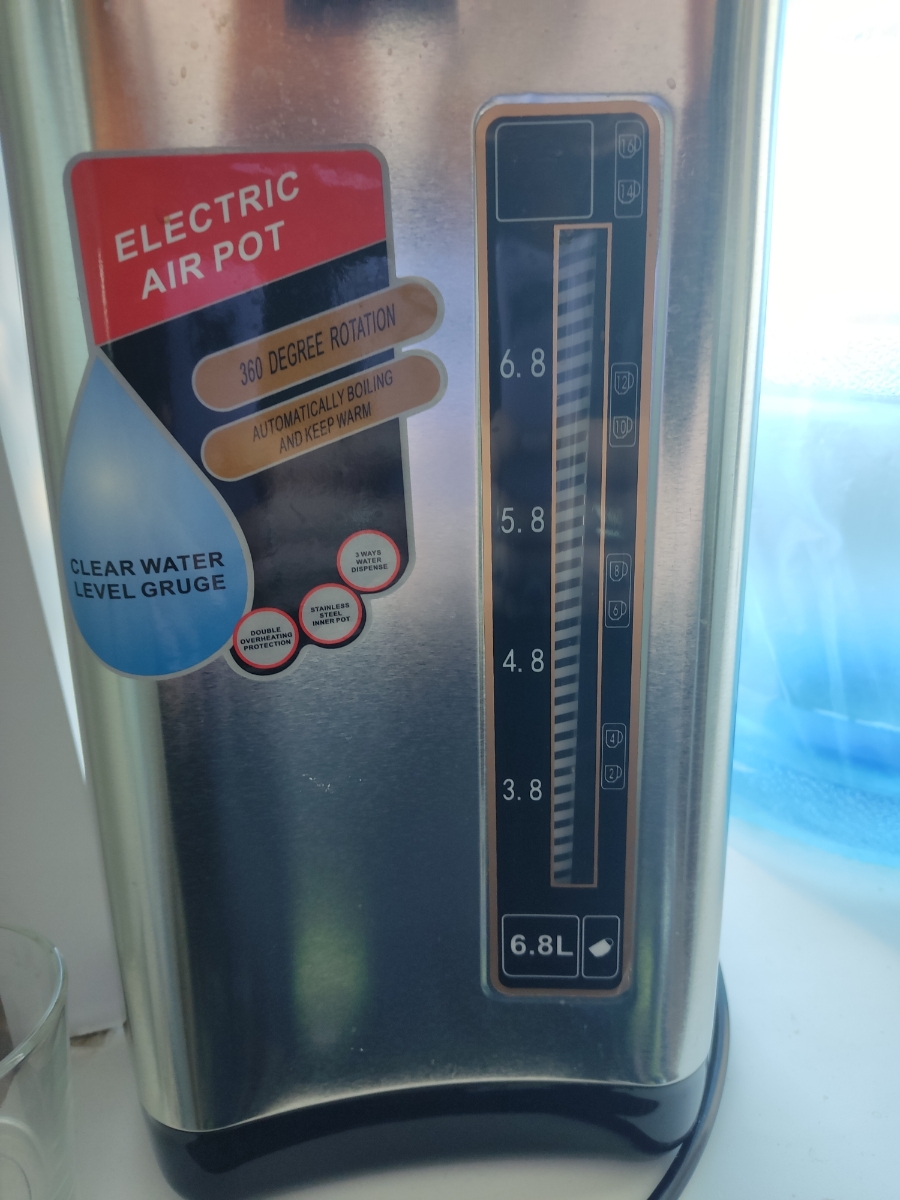 ELECTRIC
AIR POT
360 DEGREE ROTATION
AUTOMATICALLY BOILING
AND KEEP WARM
CLEAR WATER
LEVEL GRUGE
3 WAYS
WATER
DISPENSE
STAINLESS
STEEL
INNER POT
DOUBLE
OVERHEATING
PROTECTION
16
14
6.8
12
10
5.8
8
6
4.8
4
2
3.8
6.8L